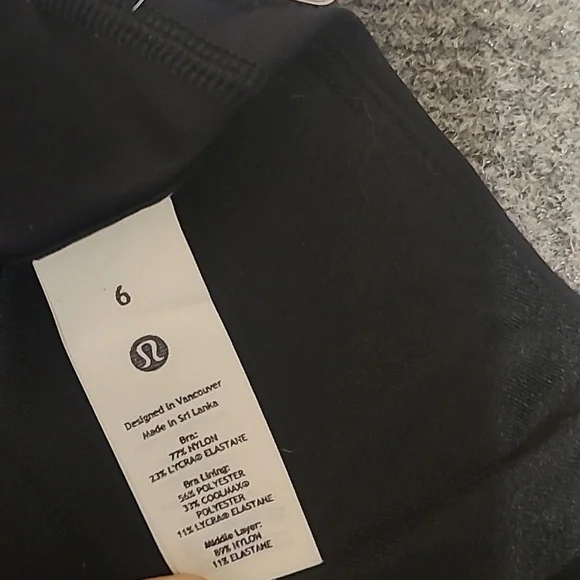 6
Designed in Vancouver
Made in Sri Lanka
Bra:
77% NYLON
23% LYCRA® ELASTANE
Bra Lining:
56% POLYESTER
33% COOLMAX®
POLYESTER
11% LYCRA® ELASTANE
Middle Layer:
89% NYLON
11% ELASTANE